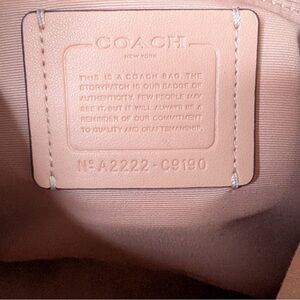 COACH
NEW YORK
THIS IS A COACH BAG. THE
STORYPATCH IS OUR BADGE OF
AUTHENTICITY. FEW PEOPLE MAY
SEE IT. BUT IT WILL ALWAYS BE A
REMINDER OF OUR COMMITMENT
TO QUALITY AND CRAFTSMANSHIP.
Nº A2222-C9190